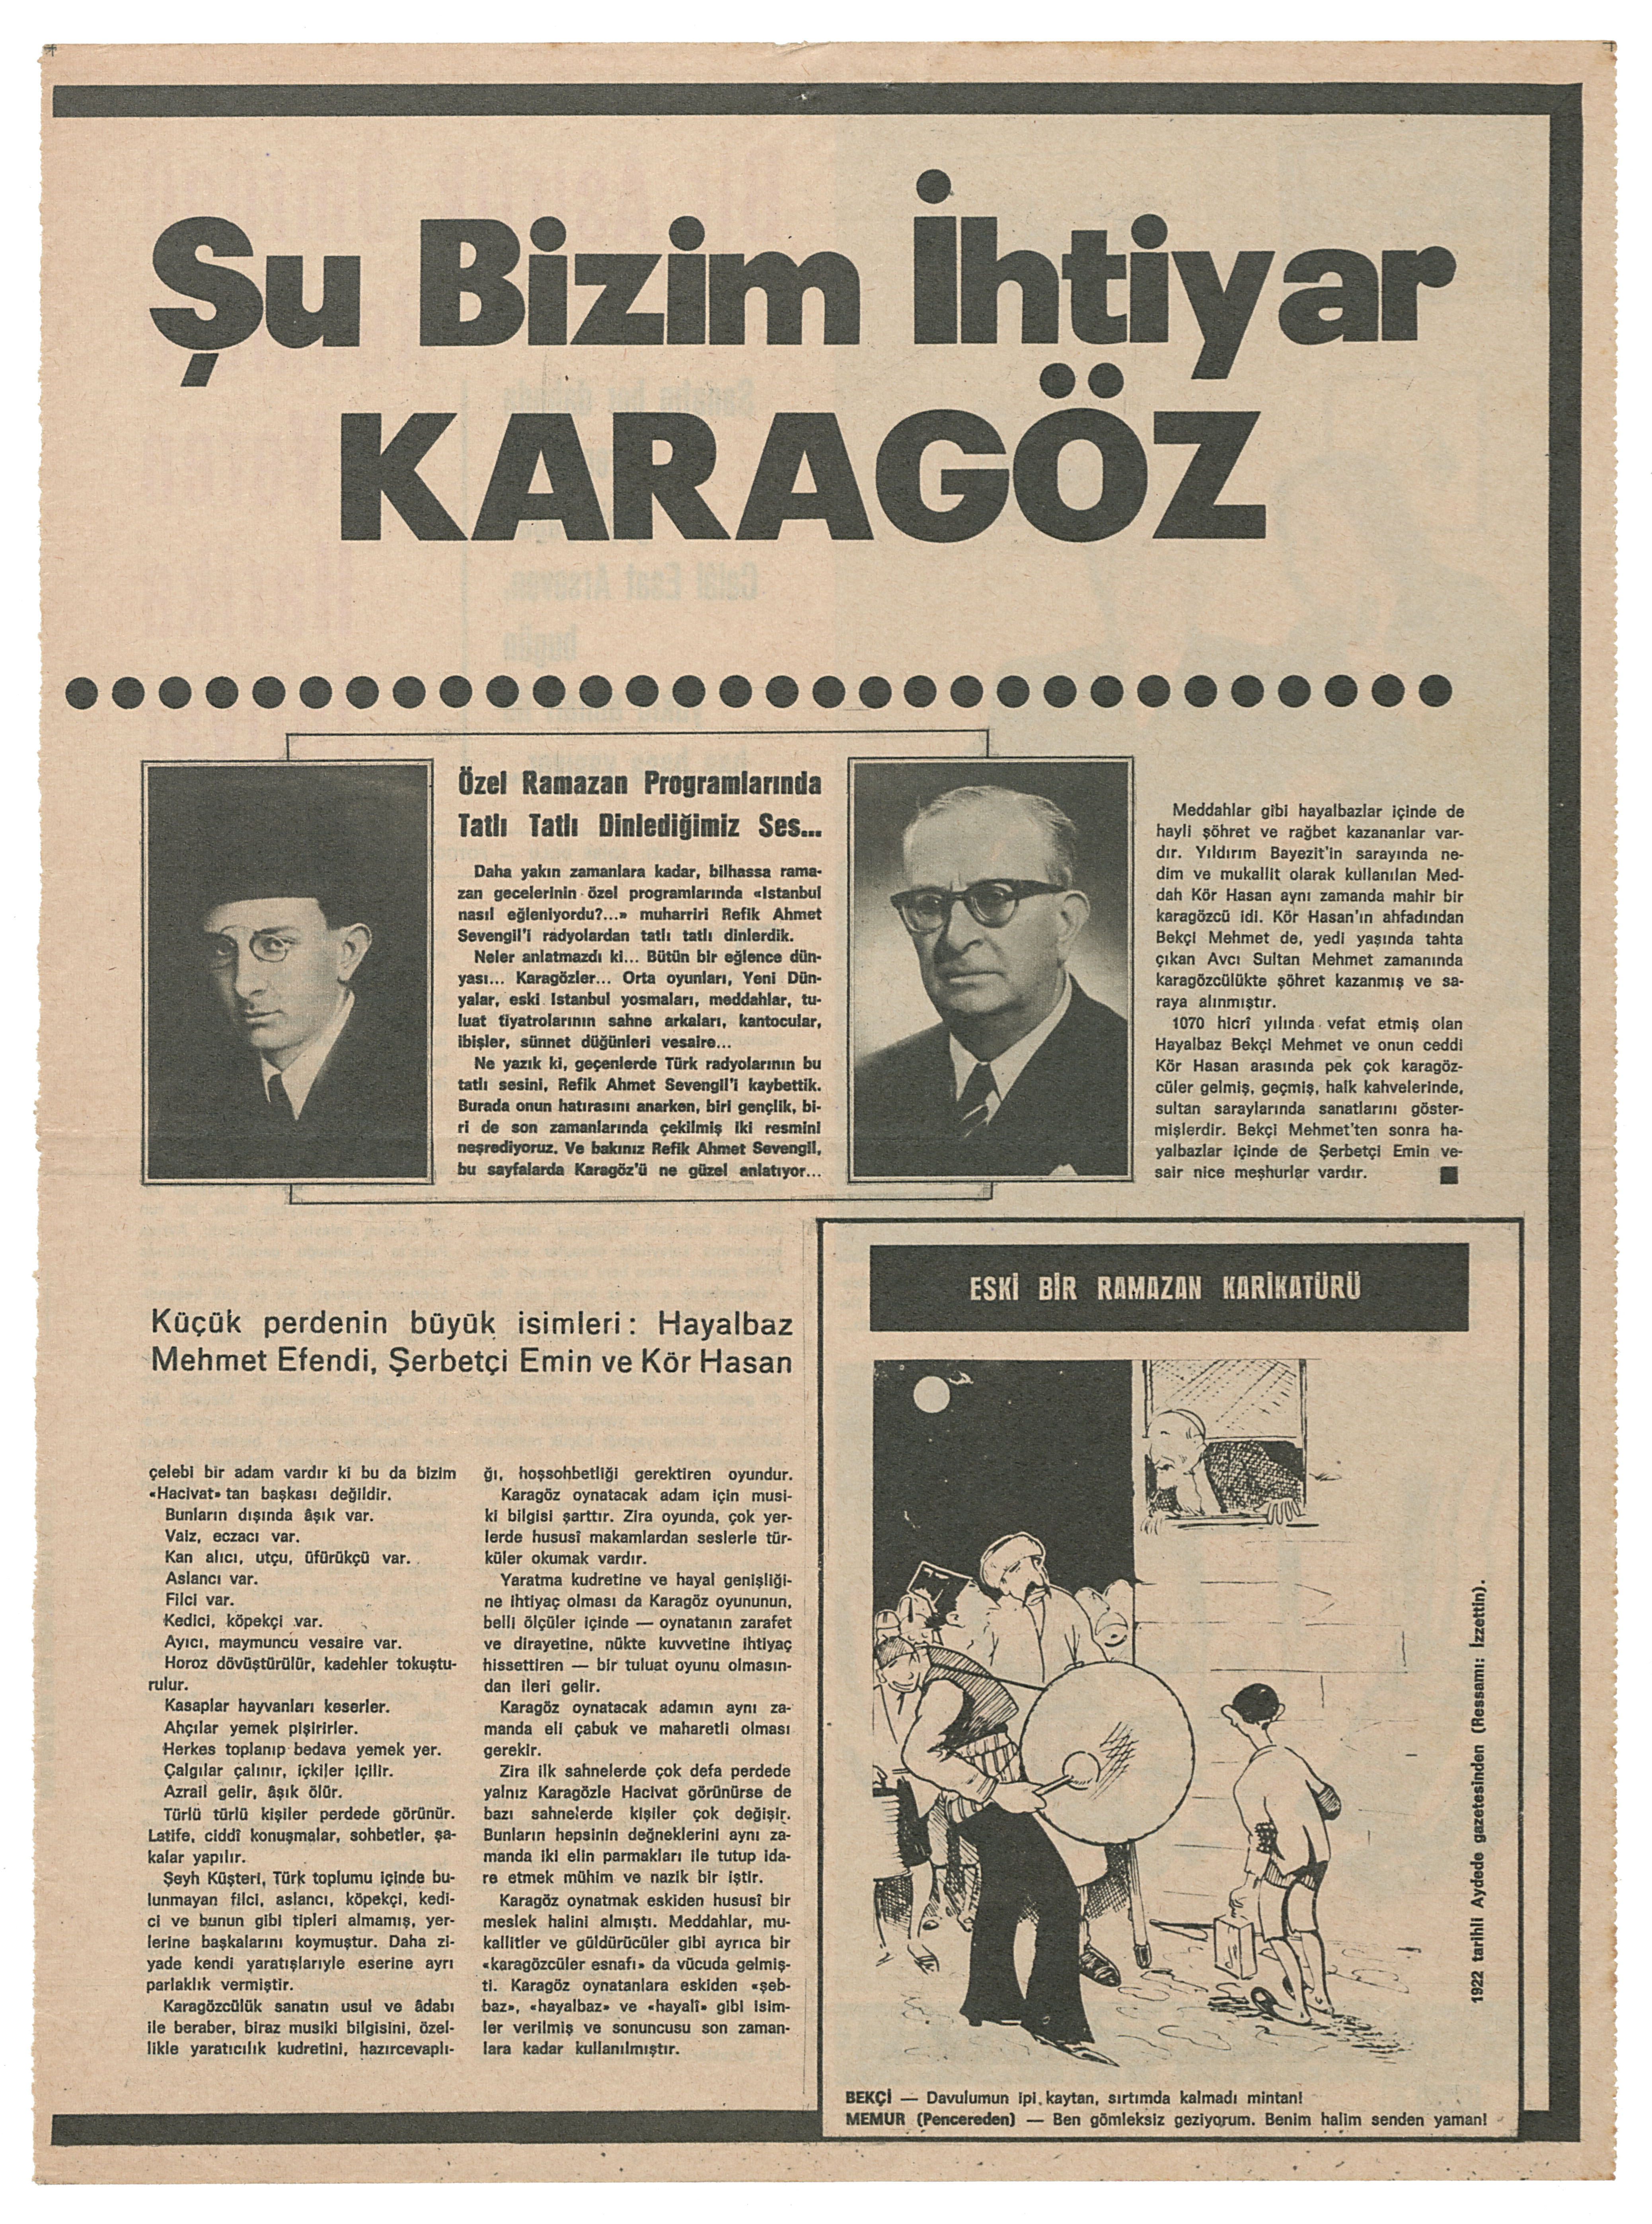 Şu Bizim İhtiyar
KARAGÖZ
Özel Ramazan Programlarında
Tatlı Tatlı Dinlediğimiz Ses...
Daha yakın zamanlara kadar, bilhassa rama-
zan gecelerinin özel programlarında «Istanbul
nasıl eğleniyordu?...» muharriri Refik Ahmet
Sevengil'i radyolardan tatlı tatlı dinlerdik.
Neler anlatmazdı ki... Bütün bir eğlence dün-
yası... Karagözler... Orta oyunları, Yeni Dün-
yalar, eski Istanbul yosmaları, meddahlar, tu-
luat tiyatrolarının sahne arkaları, kantocular,
ibişler, sünnet düğünleri vesaire...
Ne yazık ki, geçenlerde Türk radyolarının bu
tatlı sesini, Refik Ahmet Sevengil'i kaybettik.
Burada onun hatırasını anarken, biri gençlik, bi-
ri de son zamanlarında çekilmiş iki resmini
neşrediyoruz. Ve bakınız Refik Ahmet Sevengil,
bu sayfalarda Karagöz'ü ne güzel anlatıyor...
Meddahlar gibi hayalbazlar içinde de
hayli şöhret ve rağbet kazananlar var-
dır. Yıldırım Bayezit'in sarayında ne-
dim ve mukallit olarak kullanılan Med-
dah Kör Hasan aynı zamanda mahir bir
karagözcü idi. Kör Hasan'ın ahfadından
Bekçi Mehmet de, yedi yaşında tahta
çıkan Avcı Sultan Mehmet zamanında
karagözcülükte şöhret kazanmış ve sa-
raya alınmıştır.
1070 hicrî yılında vefat etmiş olan
Hayalbaz Bekçi Mehmet ve onun ceddi
Kör Hasan arasında pek çok karagöz-
cüler gelmiş, geçmiş, halk kahvelerinde,
sultan saraylarında sanatlarını göster-
mişlerdir. Bekçi Mehmet'ten sonra ha-
yalbazlar içinde de Şerbetçi Emin ve-
sair nice meşhurlar vardır.
Küçük perdenin büyük isimleri: Hayalbaz
Mehmet Efendi, Şerbetçi Emin ve Kör Hasan
çelebi bir adam vardır ki bu da bizim
«Hacivat» tan başkası değildir.
Bunların dışında âşık var.
Vaiz, eczacı var.
Kan alıcı, utçu, üfürükçü var.
Aslancı var.
Filci var.
Kedici, köpekçi var.
Ayıcı, maymuncu vesaire var.
Horoz dövüştürülür, kadehler tokuştu-
rulur.
Kasaplar hayvanları keserler.
Ahçılar yemek pişirirler.
Herkes toplanıp bedava yemek yer.
Çalgılar çalınır, içkiler içilir.
Azrail gelir, âşık ölür.
Türlü türlü kişiler perdede görünür.
Latife, ciddî konuşmalar, sohbetler, şa-
kalar yapılır.
Şeyh Küşteri, Türk toplumu içinde bu-
lunmayan filci, aslancı, köpekçi, kedi-
ci ve bunun gibi tipleri almamış, yer-
lerine başkalarını koymuştur. Daha zi-
yade kendi yaratışlarıyle eserine ayrı
parlaklık vermiştir.
Karagözcülük sanatın usul ve âdabı
ile beraber, biraz musiki bilgisini, özel-
likle yaratıcılık kudretini, hazırcevaplı-
ğı, hoşsohbetliği gerektiren oyundur.
Karagöz oynatacak adam için musi-
ki bilgisi şarttır. Zira oyunda, çok yer-
lerde hususî makamlardan seslerle tür-
küler okumak vardır.
Yaratma kudretine ve hayal genişliği-
ne ihtiyaç olması da Karagöz oyununun,
belli ölçüler içinde — oynatanın zarafet
ve dirayetine, nükte kuvvetine ihtiyaç
hissettiren — bir tuluat oyunu olmasın-
dan ileri gelir.
Karagöz oynatacak adamın aynı za-
manda eli çabuk ve maharetli olması
gerekir.
Zira ilk sahnelerde çok defa perdede
yalnız Karagözle Hacivat görünürse de
bazı sahnelerde kişiler çok değişir.
Bunların hepsinin değneklerini aynı za-
manda iki elin parmakları ile tutup ida-
re etmek mühim ve nazik bir iştir.
Karagöz oynatmak eskiden hususî bir
meslek halini almıştı. Meddahlar, mu-
kallitler ve güldürücüler gibi ayrıca bir
«karagözcüler esnafı» da vücuda gelmiş-
ti. Karagöz oynatanlara eskiden «şeb-
baz», «hayalbaz» ve «hayalî» gibi isim-
ler verilmiş ve sonuncusu son zaman-
lara kadar kullanılmıştır.
ESKİ BİR RAMAZAN KARİKATÜRÜ
1922 tarihli Aydede gazetesinden (Ressamı: Izzettin).
BEKÇİ — Davulumun ipi kaytan, sırtımda kalmadı mintan!
MEMUR (Pencereden) — Ben gömleksiz geziyorum. Benim halim senden yaman!